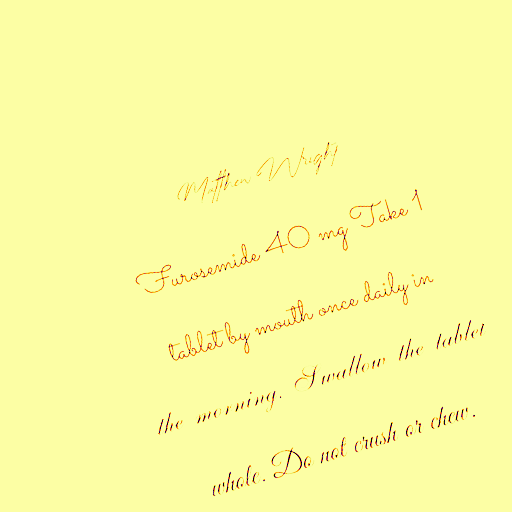 Matthew Wright
Furosemide 40 mg Take 1
tablet by mouth once daily in
the morning. Swallow the tablet
whole. Do not crush or chew.